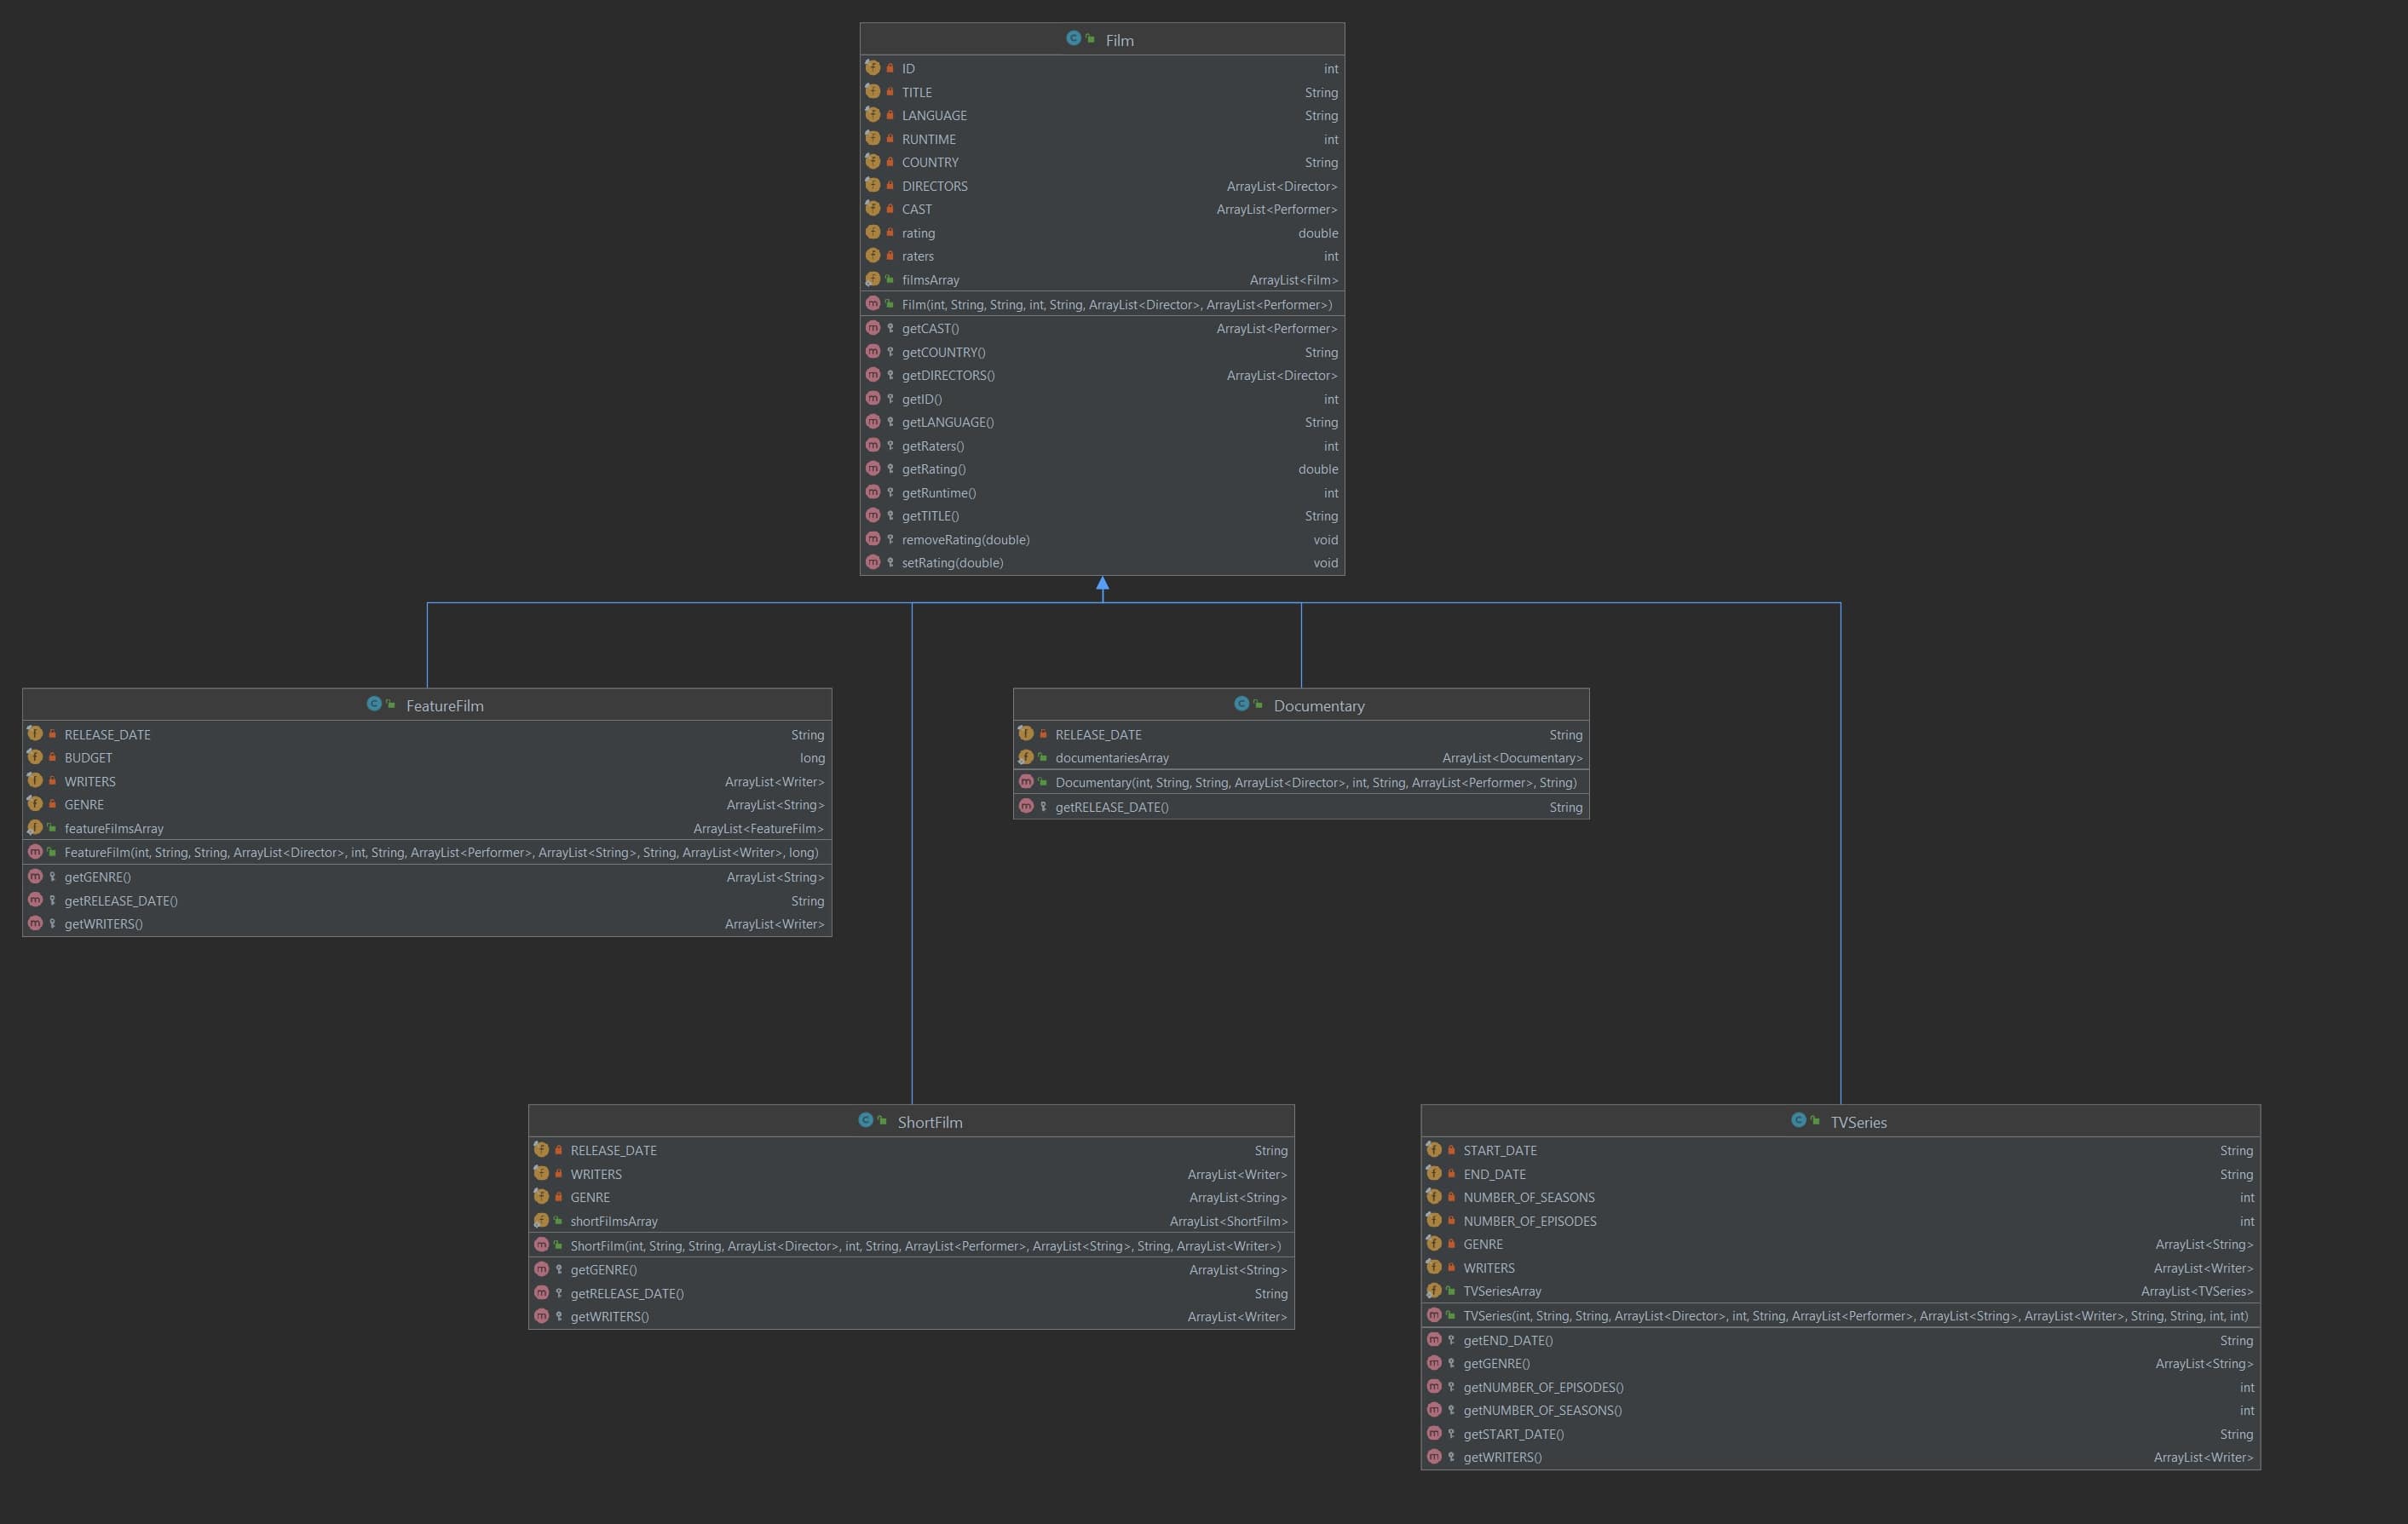 Film
ID int
TITLE String
LANGUAGE String
RUNTIME int
COUNTRY String
DIRECTORS ArrayList<Director>
CAST ArrayList<Performer>
rating double
raters int
filmsArray ArrayList<Film>
Film(int, String, String, int, String, ArrayList<Director>, ArrayList<Performer>)
getCAST() ArrayList<Performer>
getCOUNTRY() String
getDIRECTORS() ArrayList<Director>
getID() int
getLANGUAGE() String
getRaters() int
getRating() double
getRuntime() int
getTITLE() String
removeRating(double) void
setRating(double) void
FeatureFilm
RELEASE_DATE String
BUDGET long
WRITERS ArrayList<Writer>
GENRE ArrayList<String>
featureFilmsArray ArrayList<FeatureFilm>
FeatureFilm(int, String, String, ArrayList<Director>, int, String, ArrayList<Performer>, ArrayList<String>, String, ArrayList<Writer>, long)
getGENRE() ArrayList<String>
getRELEASE_DATE() String
getWRITERS() ArrayList<Writer>
Documentary
RELEASE_DATE String
documentariesArray ArrayList<Documentary>
Documentary(int, String, String, ArrayList<Director>, int, String, ArrayList<Performer>, String)
getRELEASE_DATE() String
ShortFilm
RELEASE_DATE String
WRITERS ArrayList<Writer>
GENRE ArrayList<String>
shortFilmsArray ArrayList<ShortFilm>
ShortFilm(int, String, String, ArrayList<Director>, int, String, ArrayList<Performer>, ArrayList<String>, String, ArrayList<Writer>)
getGENRE() ArrayList<String>
getRELEASE_DATE() String
getWRITERS() ArrayList<Writer>
TVSeries
START_DATE String
END_DATE String
NUMBER_OF_SEASONS int
NUMBER_OF_EPISODES int
GENRE ArrayList<String>
WRITERS ArrayList<Writer>
TVSeriesArray ArrayList<TVSeries>
TVSeries(int, String, String, ArrayList<Director>, int, String, ArrayList<Performer>, ArrayList<String>, ArrayList<Writer>, String, String, int, int)
getEND_DATE() String
getGENRE() ArrayList<String>
getNUMBER_OF_EPISODES() int
getNUMBER_OF_SEASONS() int
getSTART_DATE() String
getWRITERS() ArrayList<Writer>